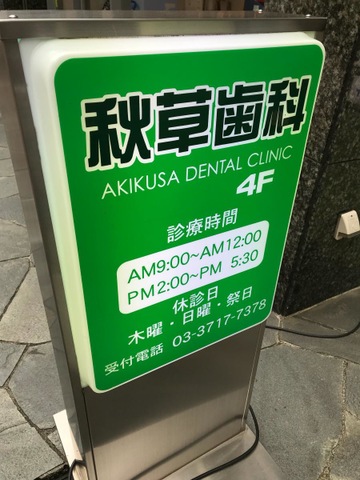 秋草歯科
AKIKUSA DENTAL CLINIC
4F
診療時間
AM9:00~AM12:00
PM2:00~PM 5:30
休診日
木曜・日曜・祭日
受付電話 03-3717-7378